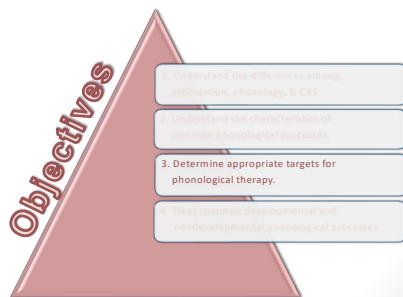 Objectives
1. Understand the differences among
articulation, phonology, & CAS.
2. Understand the characteristics of
common phonological processes.
3. Determine appropriate targets for
phonological therapy.
4. Treat common developmental and
nondevelopmental phonological processes